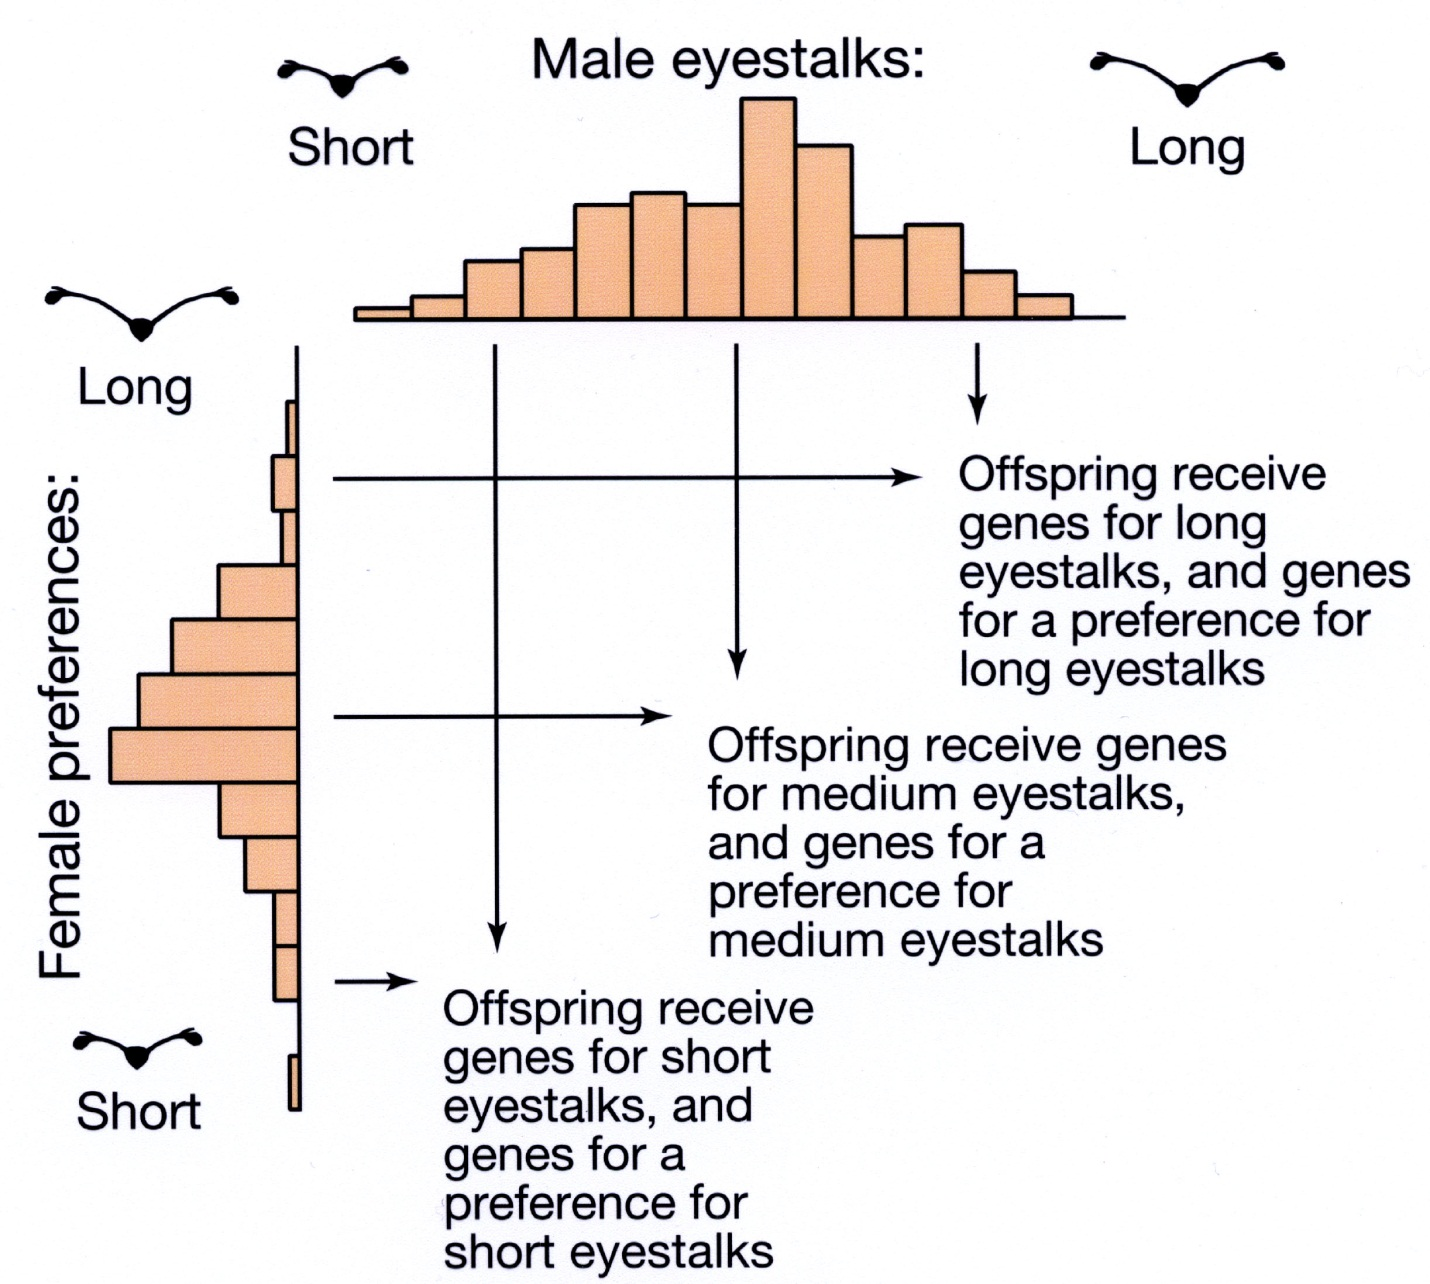 Male eyestalks:
Short
Long
Long
Female preferences:
Short
Offspring receive
genes for long
eyestalks, and genes
for a preference for
long eyestalks
Offspring receive genes
for medium eyestalks,
and genes for a
preference for
medium eyestalks
Offspring receive
genes for short
eyestalks, and
genes for a
preference for
short eyestalks